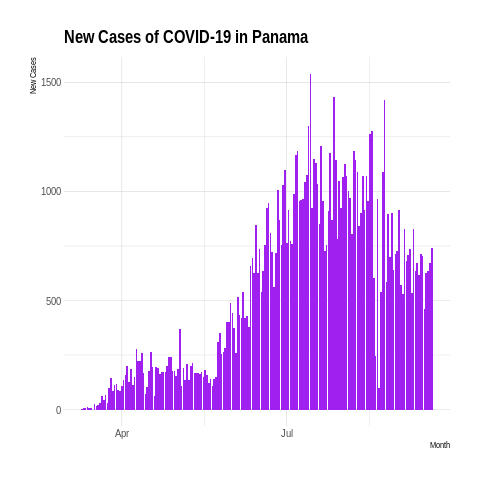 New Cases of COVID-19 in Panama
New Cases
1500
1000
500
0
Apr
Jul
Month